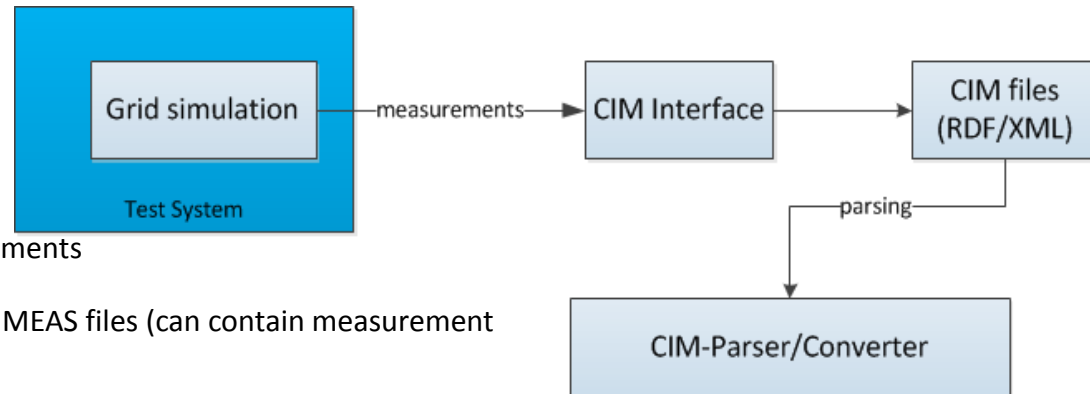 Grid simulation
measurements
CIM Interface
CIM files
(RDF/XML)
Test System
parsing
ments
MEAS files (can contain measurement
CIM-Parser/Converter